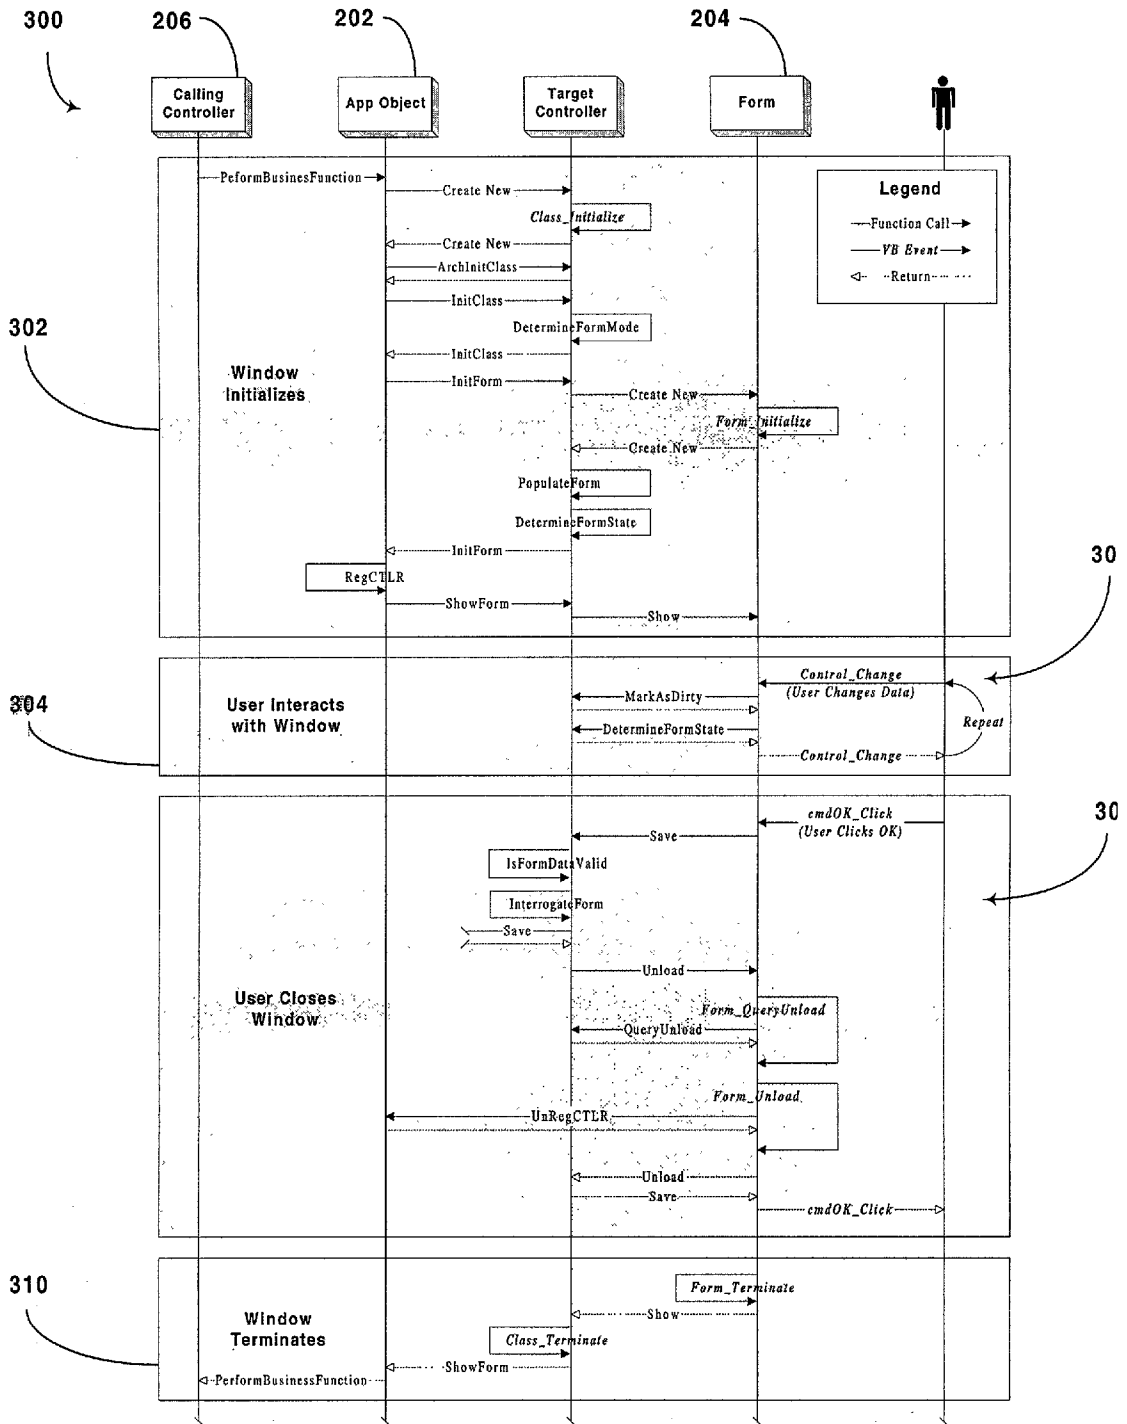 300
206
202
204
Calling
Controller
App Object
Target
Controller
Form
PeformBusinesFunction
Create New
Legend
Class_Initialize
Function Call
Create New
VB Event
ArchInitClass
Return
InitClass
302
DetermineFormMode
InitClass
Window
Initializes
InitForm
Create New
Form_Initialize
Create New
PopulateForm
DetermineFormState
InitForm
30
RegCTLR
ShowForm
Show
Control_Change
(User Changes Data)
MarkAsDirty
304
User Interacts
with Window
Repeat
DetermineFormState
Control_Change
cmdOK_Click
(User Clicks OK)
30
Save
IsFormDataValid
InterrogateForm
Save
Unload
User Closes
Window
Form_QueryUnload
QueryUnload
Form_Unload
UnRegCTLR
Unload
Save
cmdOK_Click
310
Form_Terminate
Window
Terminates
Show
Class_Terminate
ShowForm
PerformBusinessFunction